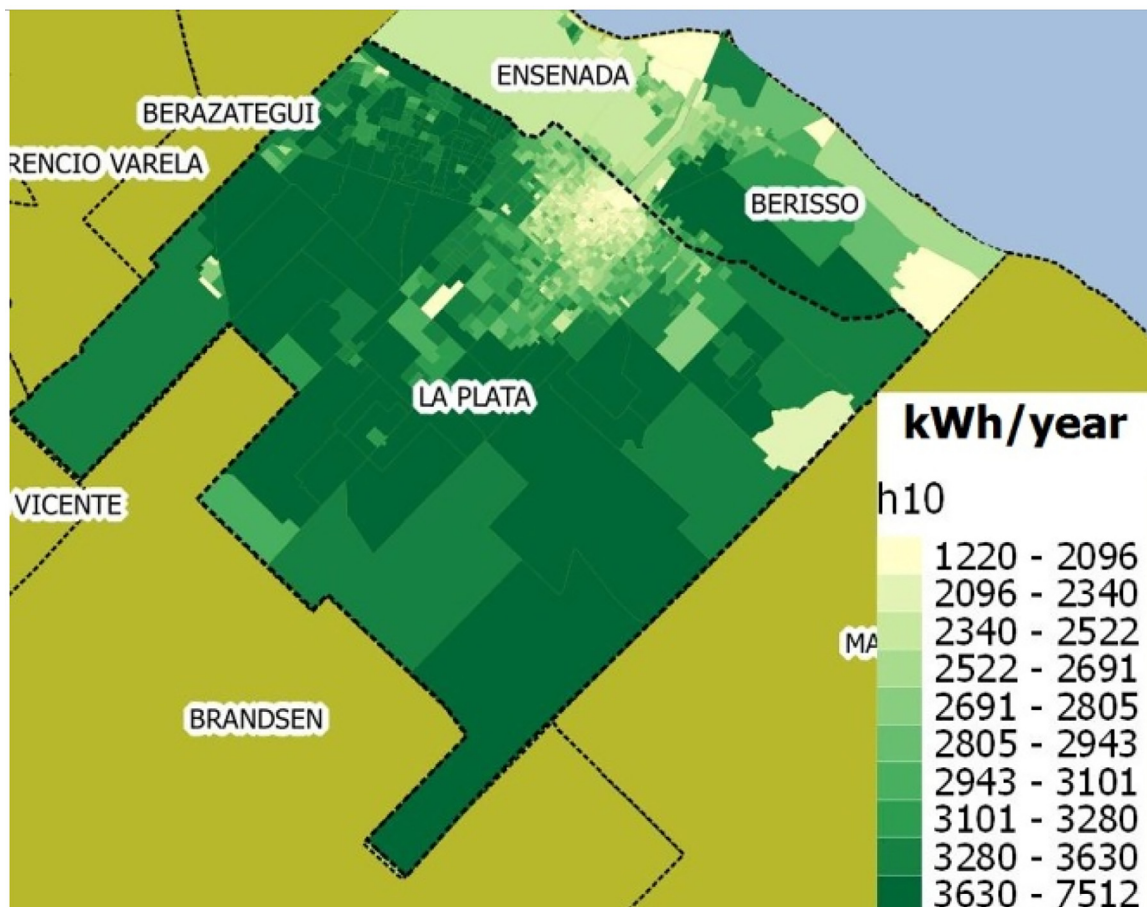 ENSENADA
BERAZATEGUI
RENCIO VARELA
BERISSO
LA PLATA
kWh/year
VICENTE
h10
1220 - 2096
2096 - 2340
2340 - 2522
2522 - 2691
MA
2691 - 2805
BRANDSEN
2805 - 2943
2943 - 3101
3101 - 3280
3280 - 3630
3630 - 7512